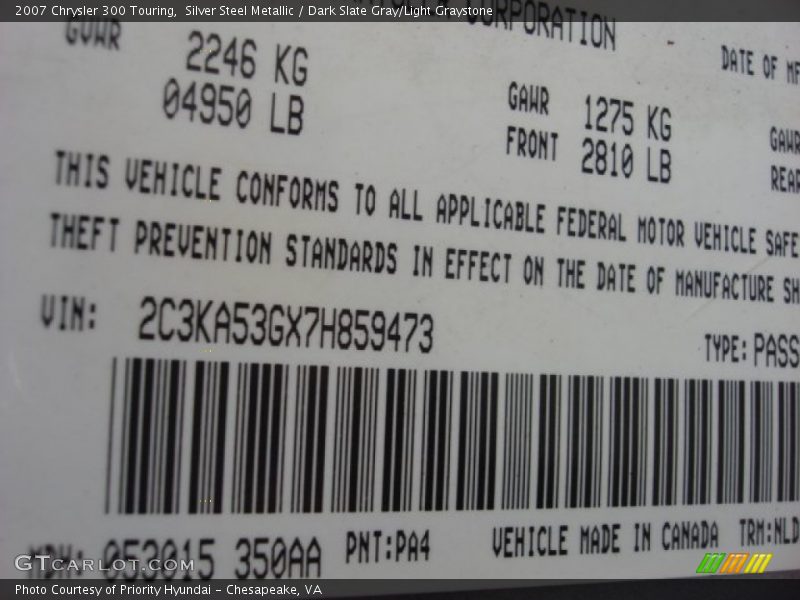 2007 Chrysler 300 Touring,  Silver Steel Metallic / Dark Slate Gray/Light Graystone
CORPORATION
GVWR
2246 KG
04950 LB
DATE OF MF
GAWR
FRONT
1275 KG
2810 LB
GAWR
REAR
THIS VEHICLE CONFORMS TO ALL APPLICABLE FEDERAL MOTOR VEHICLE SAFE
THEFT PREVENTION STANDARDS IN EFFECT ON THE DATE OF MANUFACTURE SH
VIN: 2C3KA53GX7H859473
TYPE: PASS
MDH: 053015 350AA
PNT:PA4
VEHICLE MADE IN CANADA
TRM:NLD
GTCARLOT.COM
Photo Courtesy of Priority Hyundai – Chesapeake, VA